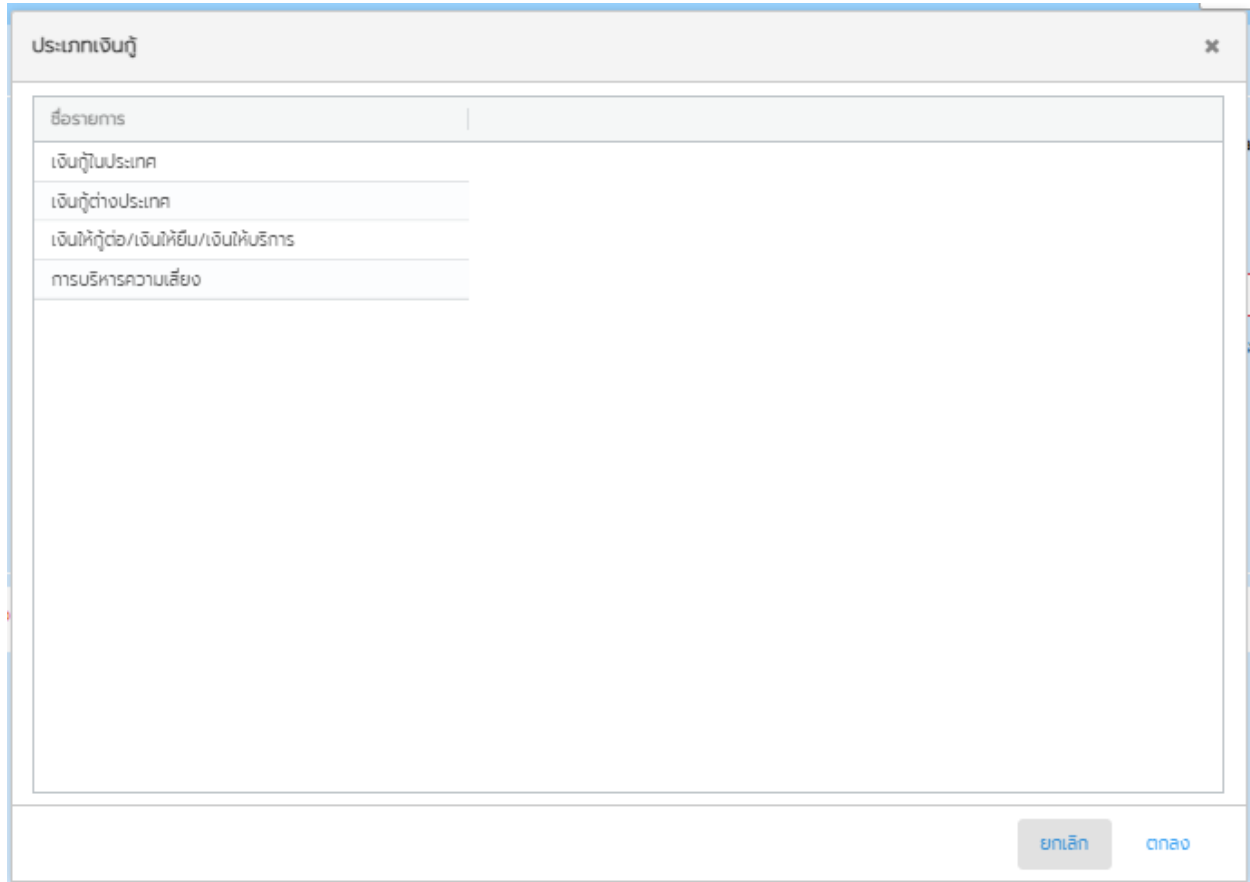 ประเภทเงินกู้
ชื่อรายการ
เงินกู้ในประเทศ
เงินกู้ต่างประเทศ
เงินให้กู้ต่อ/เงินให้ยืม/เงินให้บริการ
การบริหารความเสี่ยง
ยกเลิก ตกลง